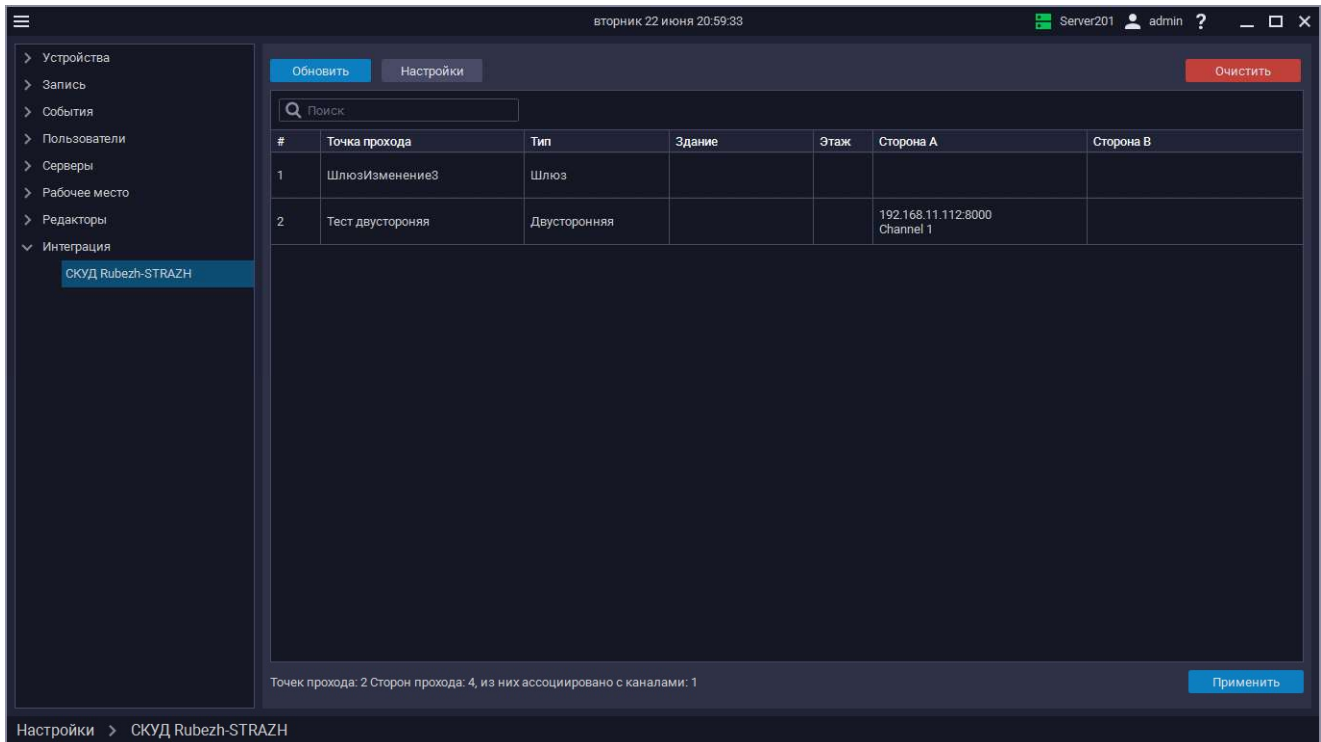 вторник 22 июня 20:59:33
Server201 admin ?
Устройства
Запись
События
Пользователи
Серверы
Рабочее место
Редакторы
Интеграция
СКУД Rubezh-STRAZH
Обновить Настройки Очистить
Поиск
# Точка прохода Тип Здание Этаж Сторона A Сторона B
1 ШлюзИзменение3 Шлюз
2 Тест двустороняя Двусторонняя 192.168.11.112:8000
Channel 1
Точек прохода: 2 Сторон прохода: 4, из них ассоциировано с каналами: 1
Применить
Настройки > СКУД Rubezh-STRAZH